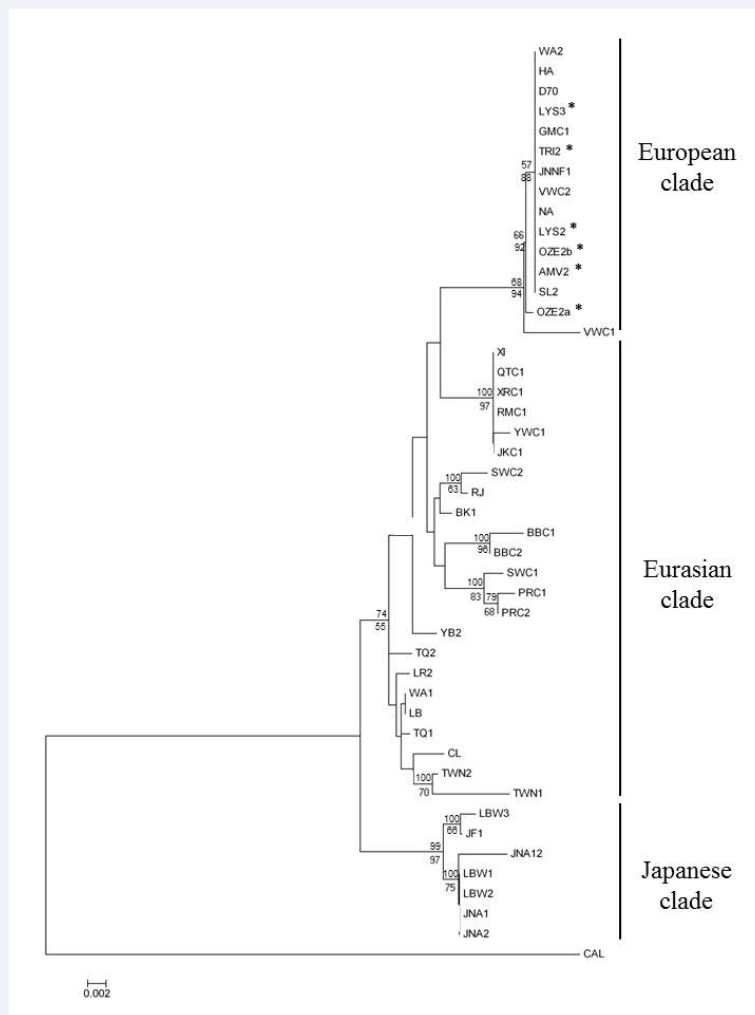 WA2
HA
D70
LYS3 *
GMC1
TRI2 *
57
88
JNNF1
VWC2
NA
66
92
LYS2 *
OZE2b *
AMV2 *
68
94
SL2
OZE2a *
VWC1
European
clade
XI
QTC1
100
97
XRC1
RMC1
YWC1
JKC1
100
63
SWC2
RJ
BK1
100
96
BBC1
BBC2
100
83
SWC1
79
68
PRC1
PRC2
74
55
YB2
TQ2
LR2
WA1
LB
TQ1
CL
100
70
TWN2
TWN1
Eurasian
clade
100
66
LBW3
JF1
99
97
JNA12
100
75
LBW1
LBW2
JNA1
JNA2
Japanese
clade
CAL
0.002